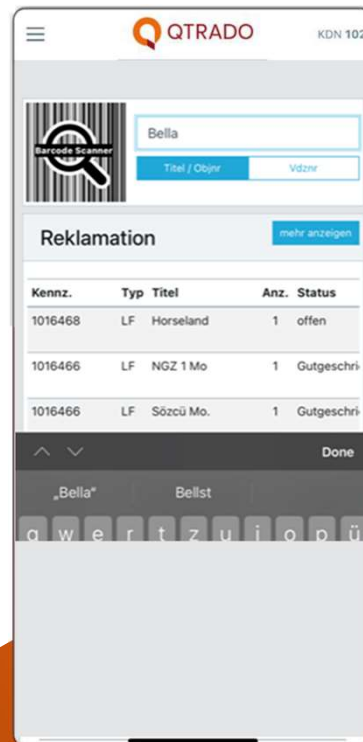 QTRADO KDN 102
Barcode Scanner
Bella
Titel / Objnr Vdznr
Reklamation mehr anzeigen
Kennz. Typ Titel Anz. Status
1016468 LF Horseland 1 offen
1016466 LF NGZ 1 Mo 1 Gutgeschri
1016466 LF Sözcü Mo. 1 Gutgeschri
Done
„Bella“ Bellst
q w e r t z u i o p ü